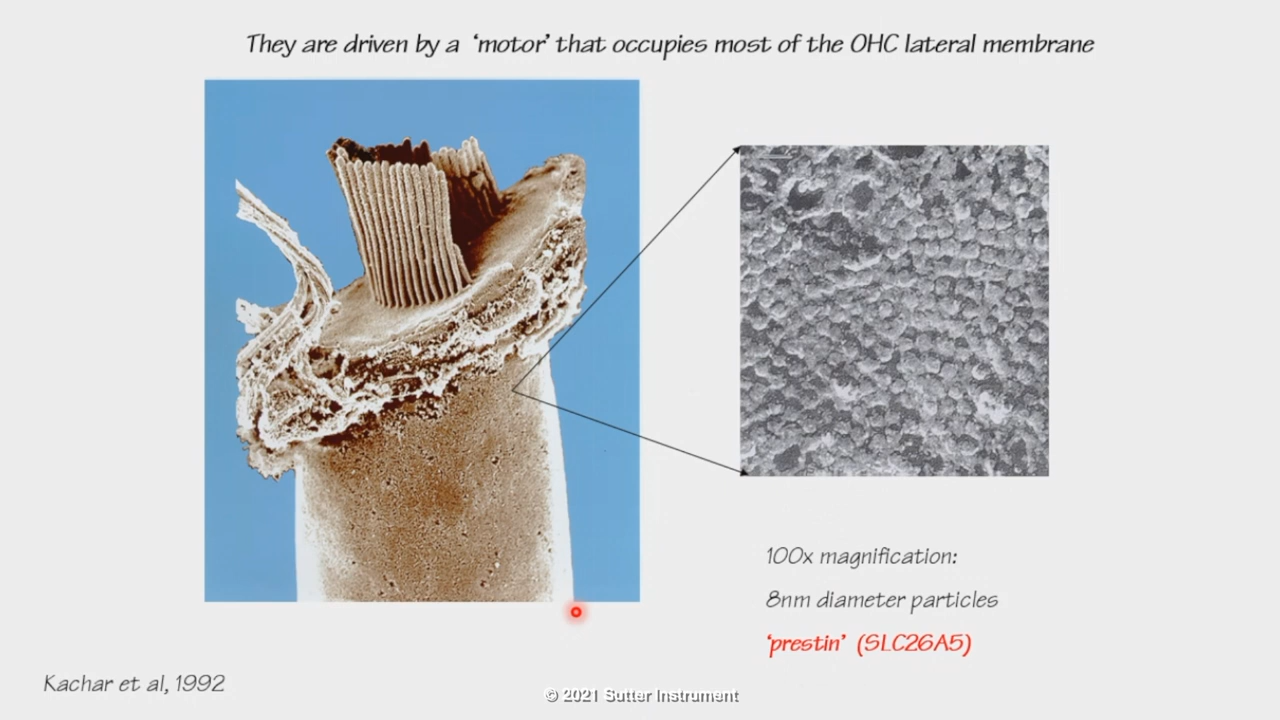 They are driven by a ‘motor’ that occupies most of the OHC lateral membrane
100x magnification:
8nm diameter particles
‘prestin’ (SLC26A5)
Kachar et al, 1992
© 2021 Sutter Instrument